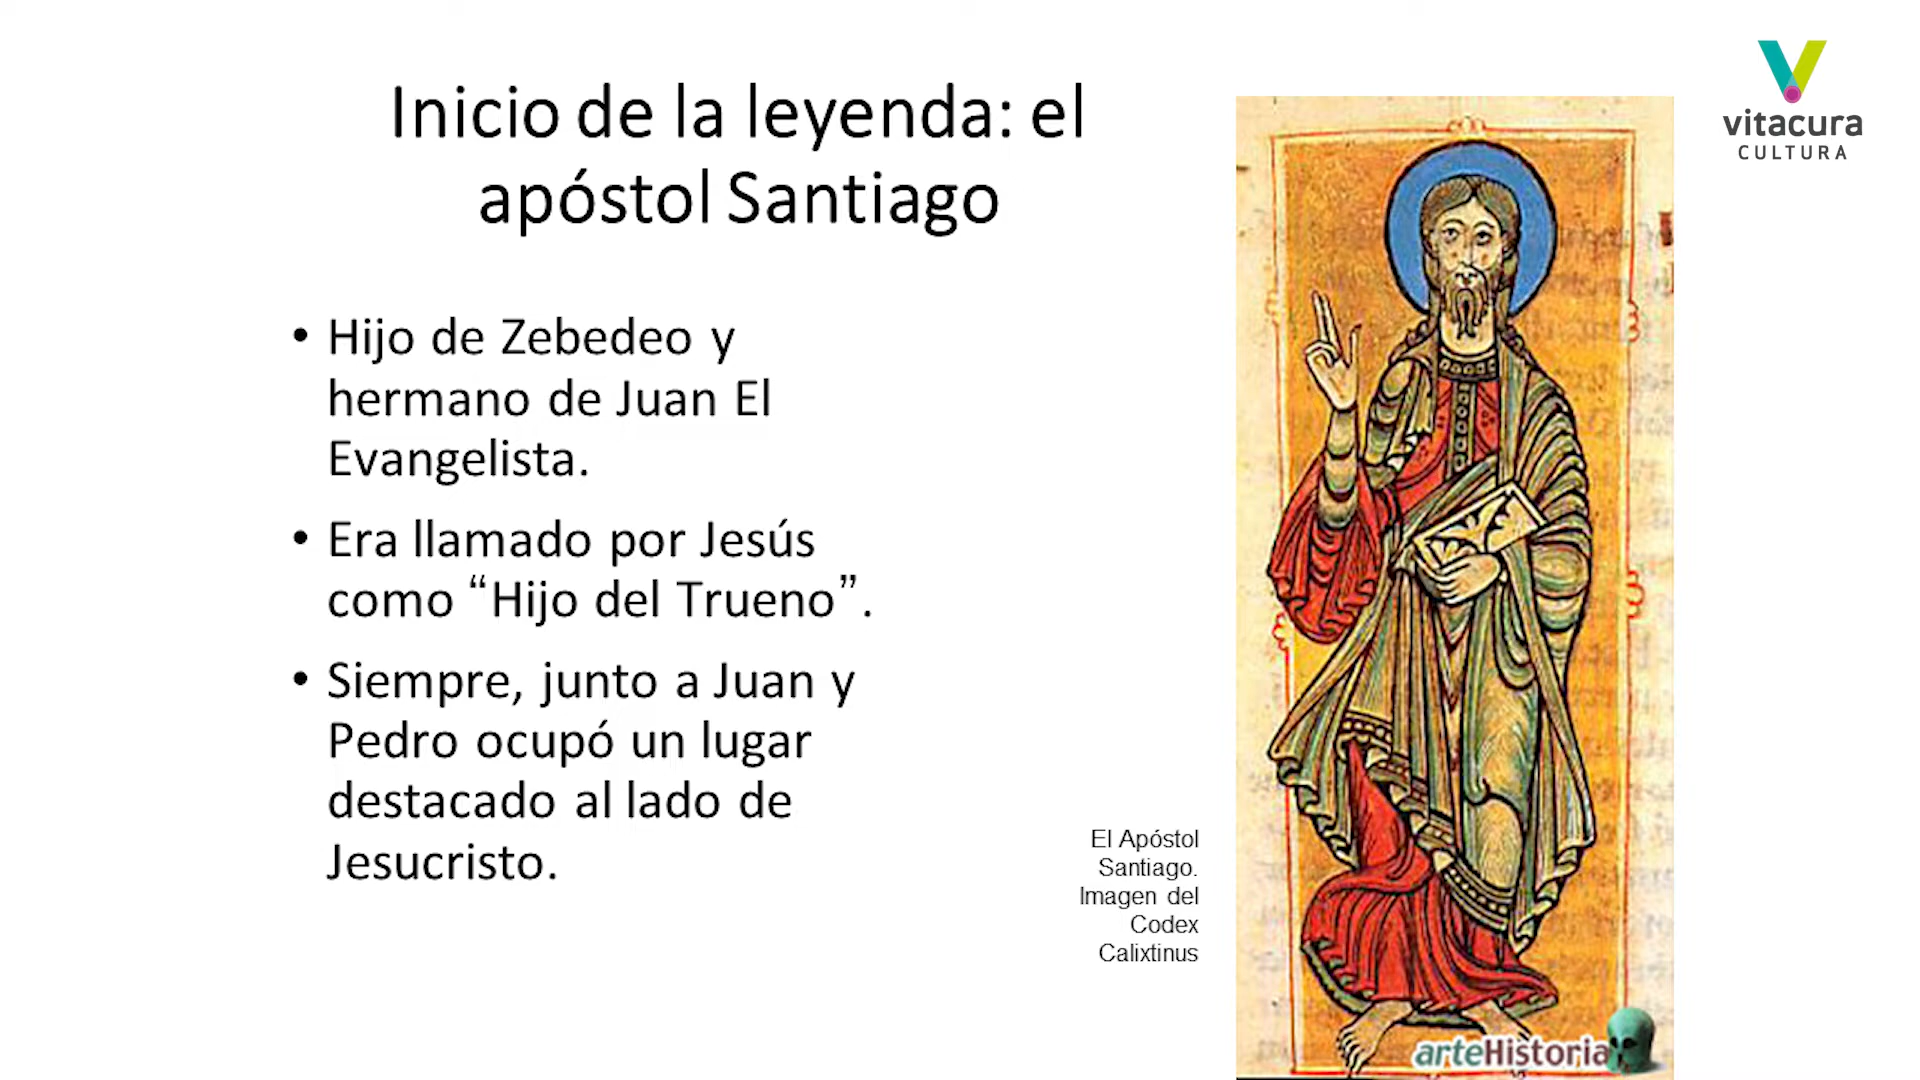 Inicio de la leyenda: el
apóstol Santiago
• Hijo de Zebedeo y
hermano de Juan El
Evangelista.
• Era llamado por Jesús
como “Hijo del Trueno”.
• Siempre, junto a Juan y
Pedro ocupó un lugar
destacado al lado de
Jesucristo.
El Apóstol
Santiago.
Imagen del
Codex
Calixtinus
vitacura
CULTURA
arteHistoria